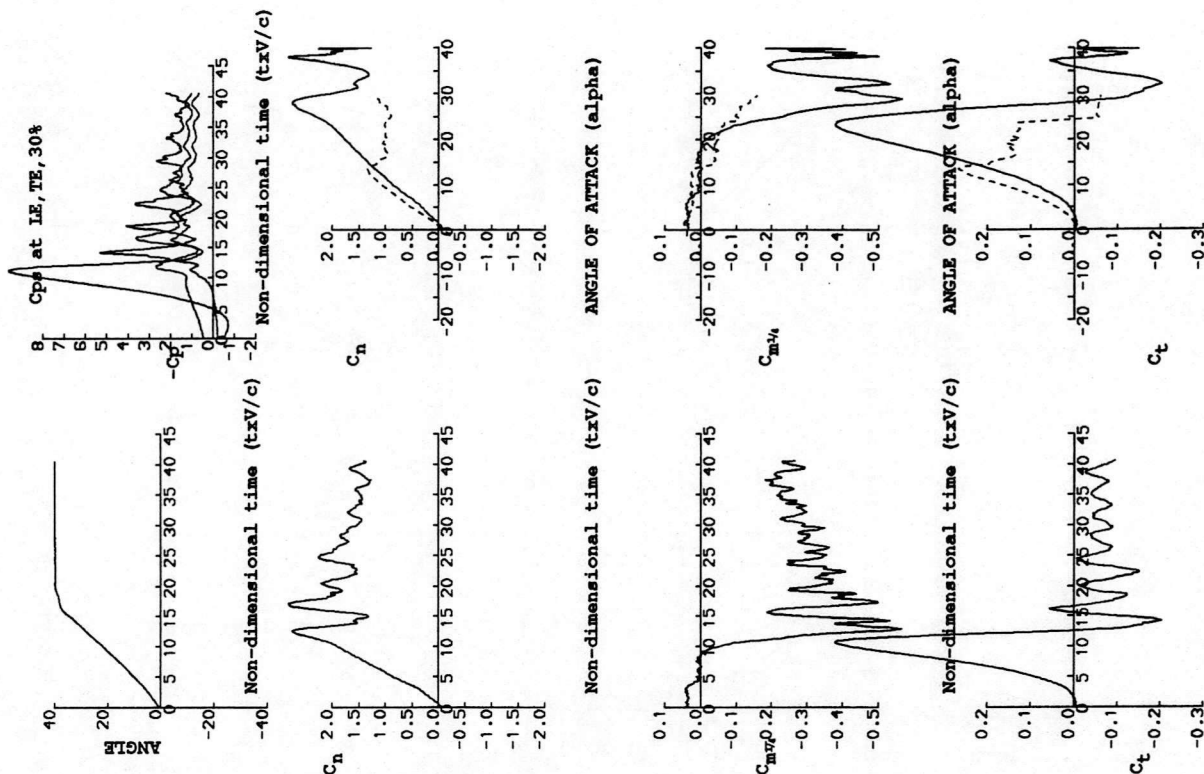 Cps at LE, TE, 30%
-Cp
8 7 6 5 4 3 2 1 0 -1 -2
5 10 15 20 25 30 35 40 45
Non-dimensional time (txV/c)
ANGLE
40 0 -20 -40
0 5 10 15 20 25 30 35 40 45
Non-dimensional time (txV/c)
Cn
2.0 1.5 1.0 0.5 0.0 -0.5 -1.0 -1.5 -2.0
-20 -10 0 10 20 30 40
ANGLE OF ATTACK (alpha)
Cn
2.0 1.5 1.0 0.5 0.0 -0.5 -1.0 -1.5 -2.0
0 5 10 15 20 25 30 35 40 45
Non-dimensional time (txV/c)
Cm¼
0.1 0.0 -0.1 -0.2 -0.3 -0.4 -0.5
-20 -10 0 10 20 30 40
ANGLE OF ATTACK (alpha)
Cm¼
0.1 0.0 -0.1 -0.2 -0.3 -0.4 -0.5
0 5 10 15 20 25 30 35 40 45
Non-dimensional time (txV/c)
Ct
0.2 0.1 0.0 -0.1 -0.2 -0.3
-20 -10 0 10 20 30 40
Ct
0.2 0.1 0.0 -0.1 -0.2 -0.3
0 5 10 15 20 25 30 35 40 45